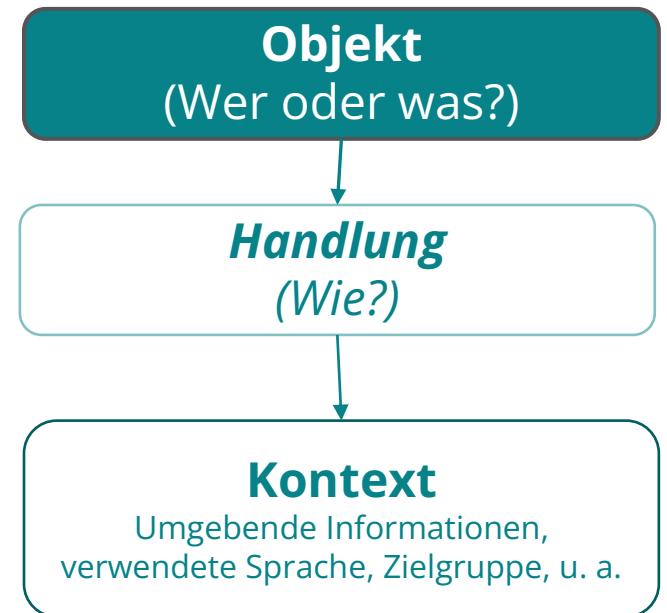 Objekt
(Wer oder was?)
Handlung
(Wie?)
Kontext
Umgebende Informationen,
verwendete Sprache, Zielgruppe, u. a.